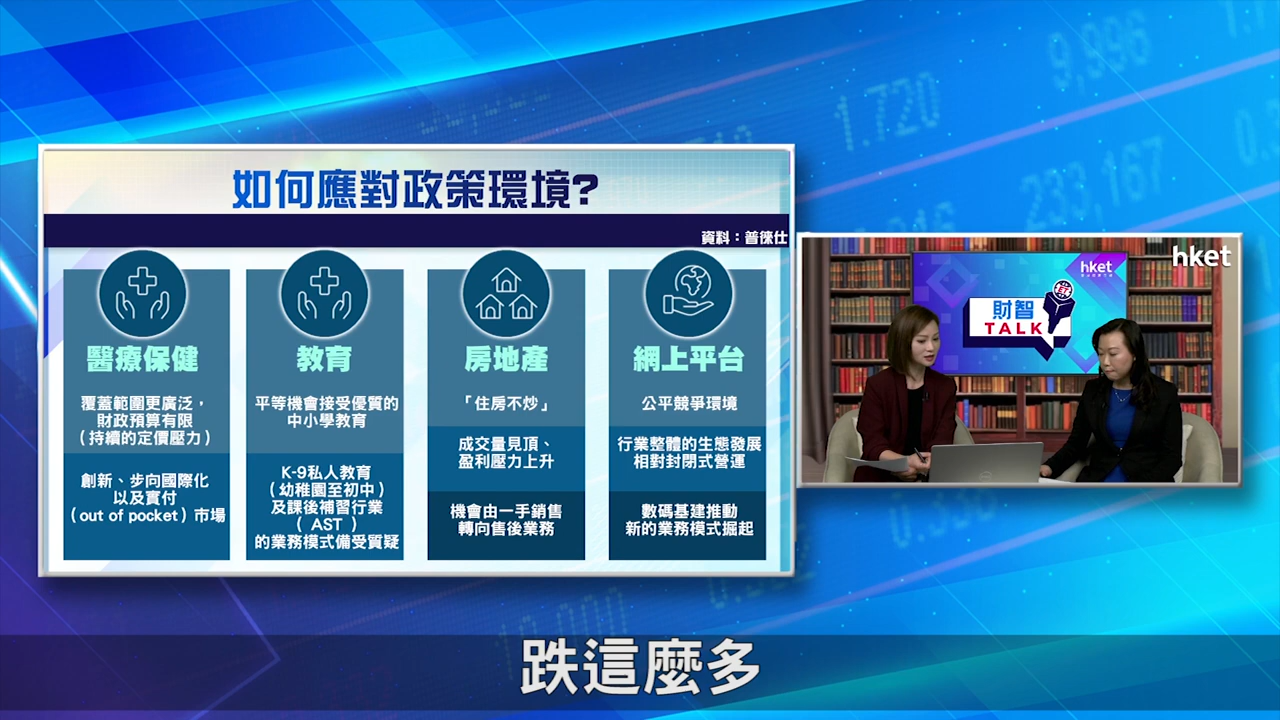 如何應對政策環境?
資料：普徠仕
醫療保健
覆蓋範圍更廣泛，
財政預算有限
（持續的定價壓力）
創新、步向國際化
以及實付
（out of pocket）市場
教育
平等機會接受優質的
中小學教育
K-9私人教育
（幼稚園至初中）
及課後補習行業
（ AST ）
的業務模式備受質疑
房地產
「住房不炒」
成交量見頂、
盈利壓力上升
機會由一手銷售
轉向售後業務
網上平台
公平競爭環境
行業整體的生態發展
相對封閉式營運
數碼基建推動
新的業務模式掘起
hket
hket
財智
TALK
9,996
1.720
233,167
跌這麼多